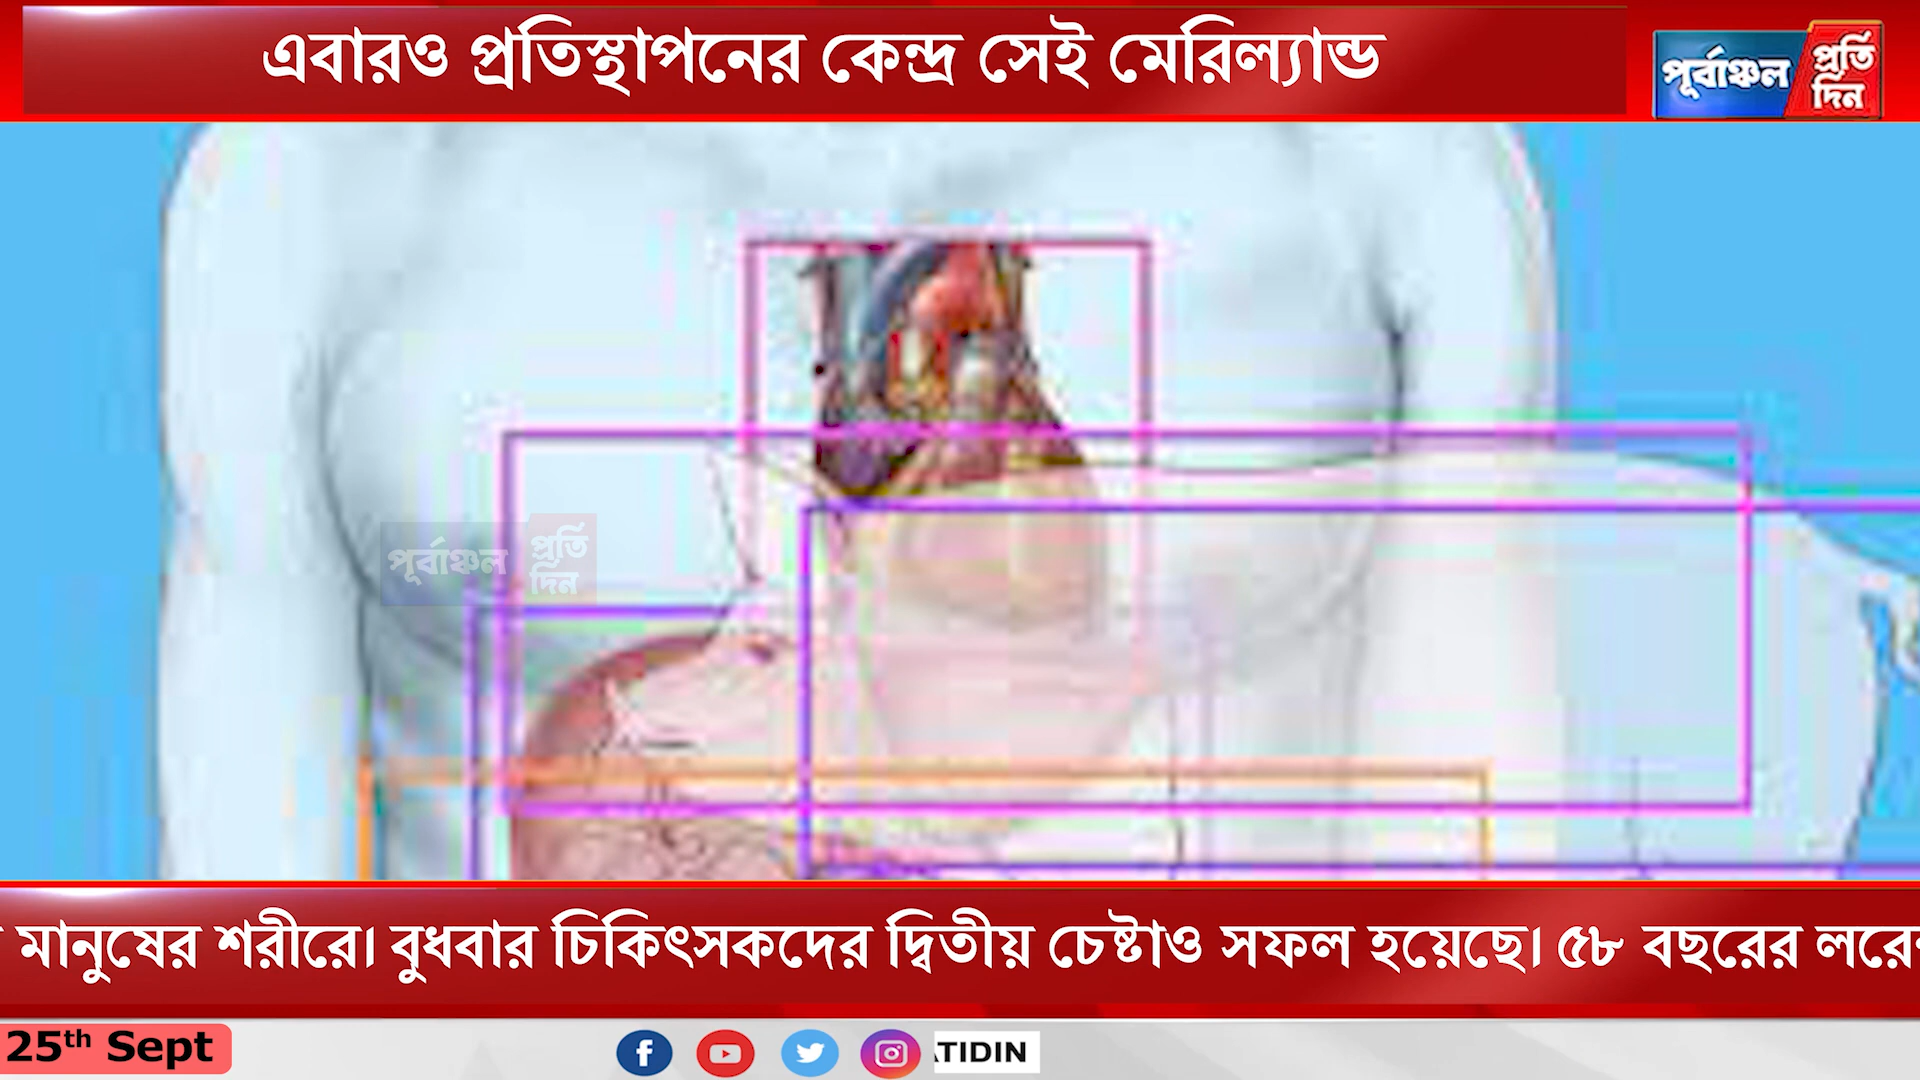 এবারও প্রতিস্থাপনের কেন্দ্র সেই মেরিল্যান্ড
পূর্বাঞ্চল প্রতি
দিন
পূর্বাঞ্চল প্রতি
দিন
মানুষের শরীরে। বুধবার চিকিৎসকদের দ্বিতীয় চেষ্টাও সফল হয়েছে। ৫৮ বছরের
25th Sept
TIDIN